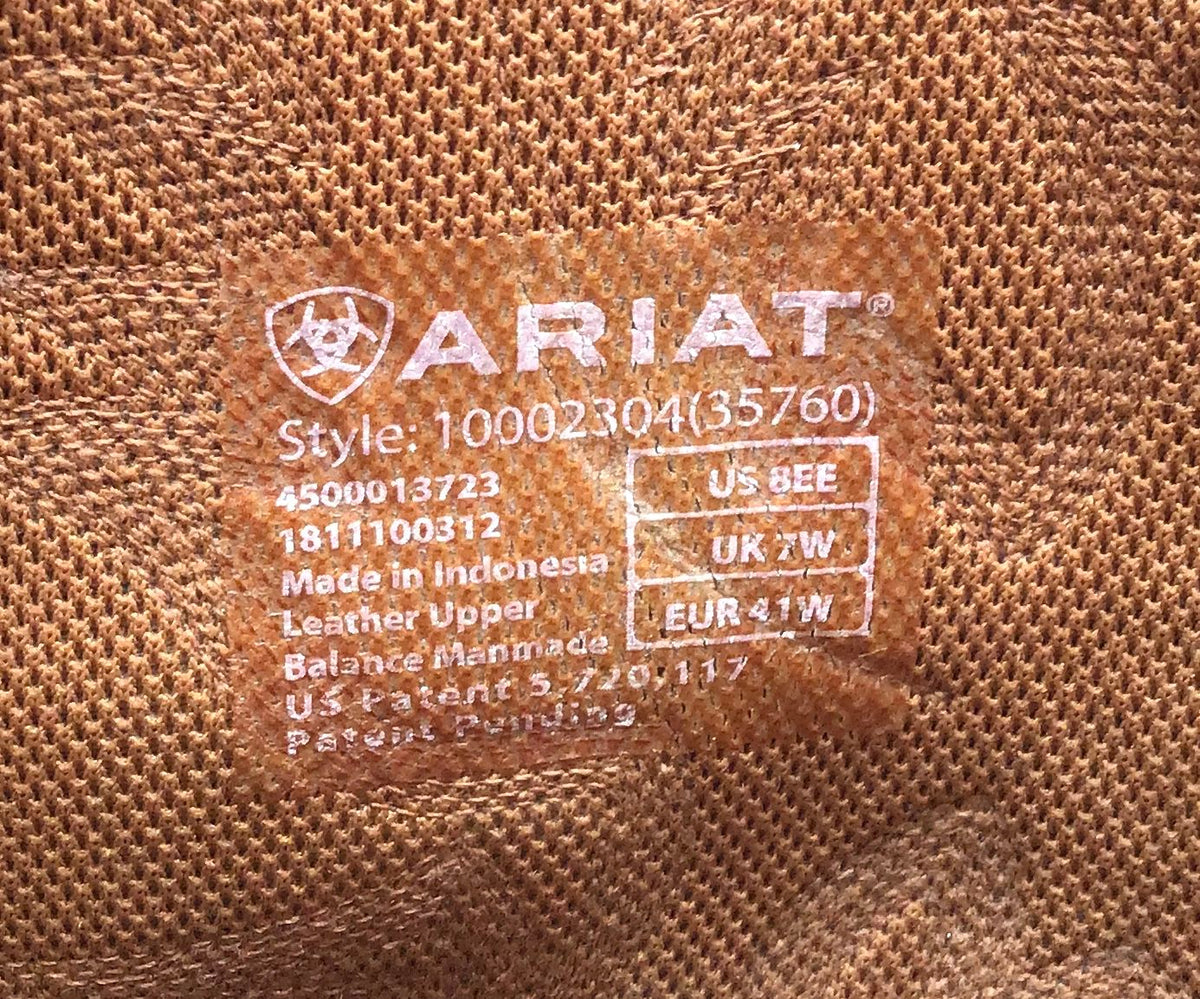 ARIAT®
Style: 10002304(35760)
4500013723
1811100312
Made in Indonesia
Leather Upper
Balance Manmade
US Patent 5,720,117
Patent Pending
US 8EE
UK 7W
EUR 41W